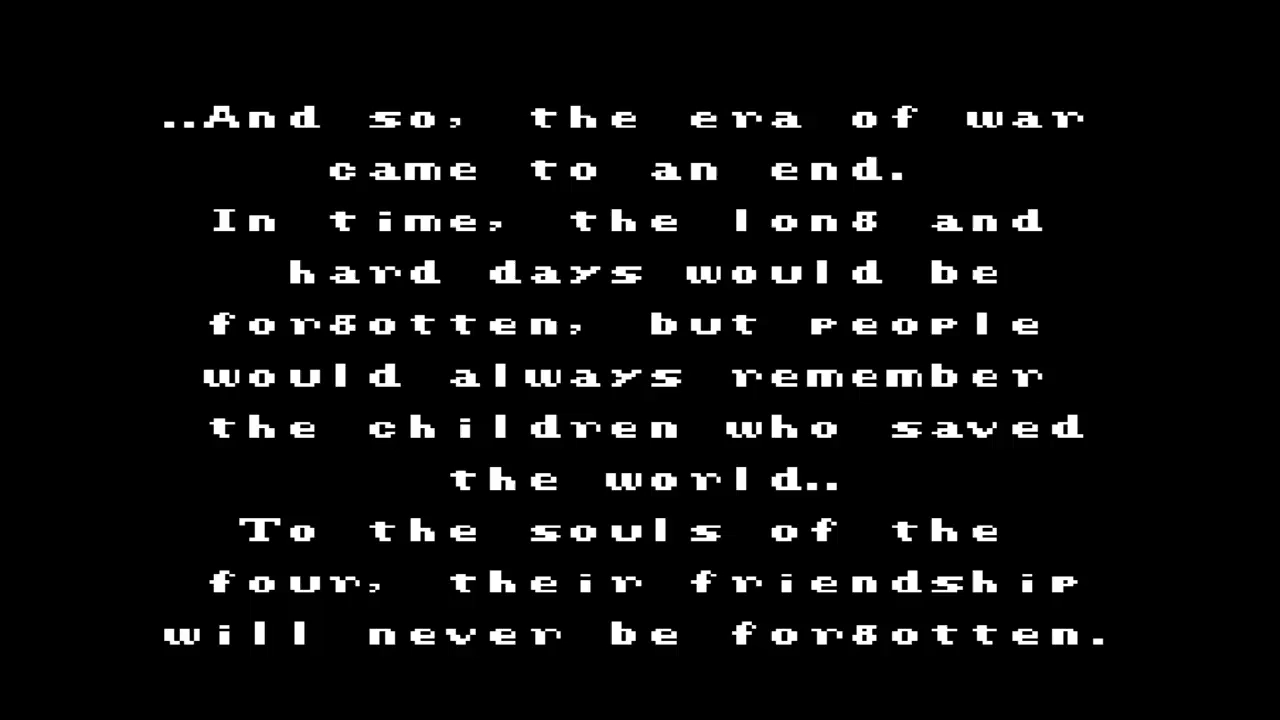 ..And so, the era of war
came to an end.
In time, the long and
hard days would be
forgotten, but people
would always remember
the children who saved
the world..
To the souls of the
four, their friendship
will never be forgotten.